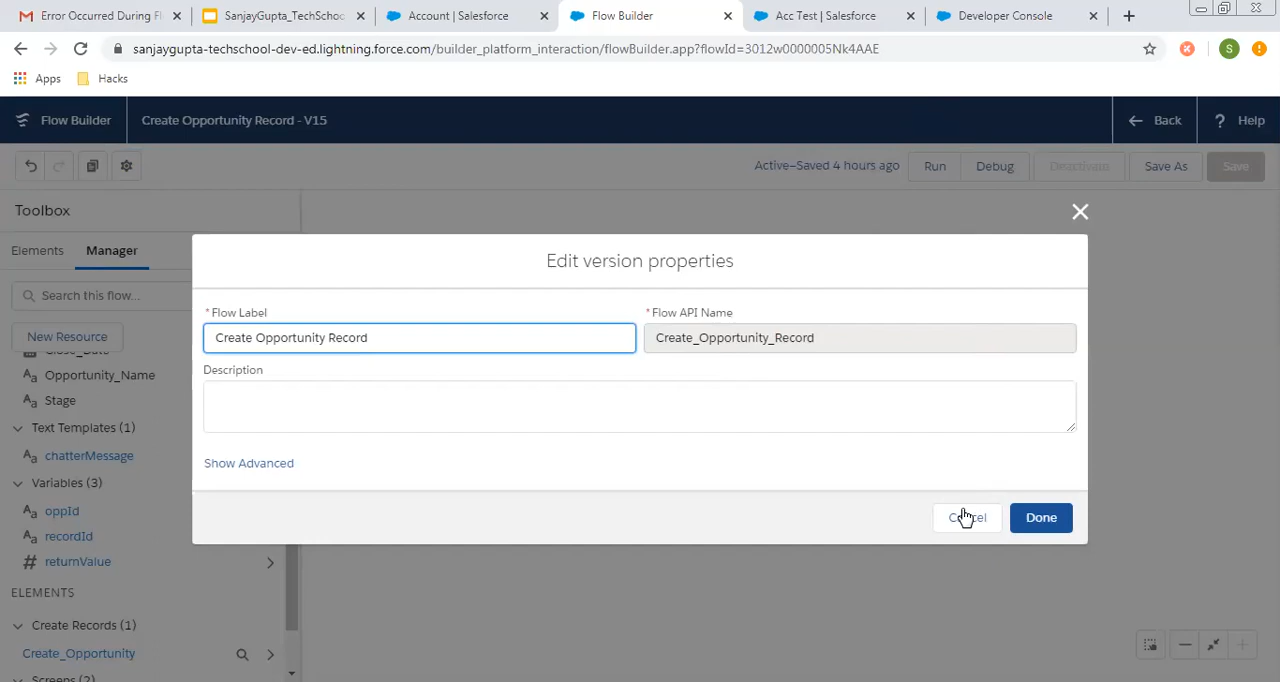 Error Occurred During F
SanjayGupta_TechSchoo
Account | Salesforce
Flow Builder
Acc Test | Salesforce
Developer Console
sanjaygupta-techschool-dev-ed.lightning.force.com/builder_platform_interaction/flowBuilder.app?flowId=3012w0000005Nk4AAE
S
Apps
Hacks
Flow Builder
Create Opportunity Record - V15
Back
? Help
Active–Saved 4 hours ago
Run
Debug
Deactivate
Save As
Save
Toolbox
Elements
Manager
Search this flow...
New Resource
Close_Date
Opportunity_Name
Stage
Text Templates (1)
chatterMessage
Variables (3)
oppId
recordId
returnValue
ELEMENTS
Create Records (1)
Create_Opportunity
Screens (2)
Edit version properties
* Flow Label
Create Opportunity Record
* Flow API Name
Create_Opportunity_Record
Description
Show Advanced
Cancel
Done